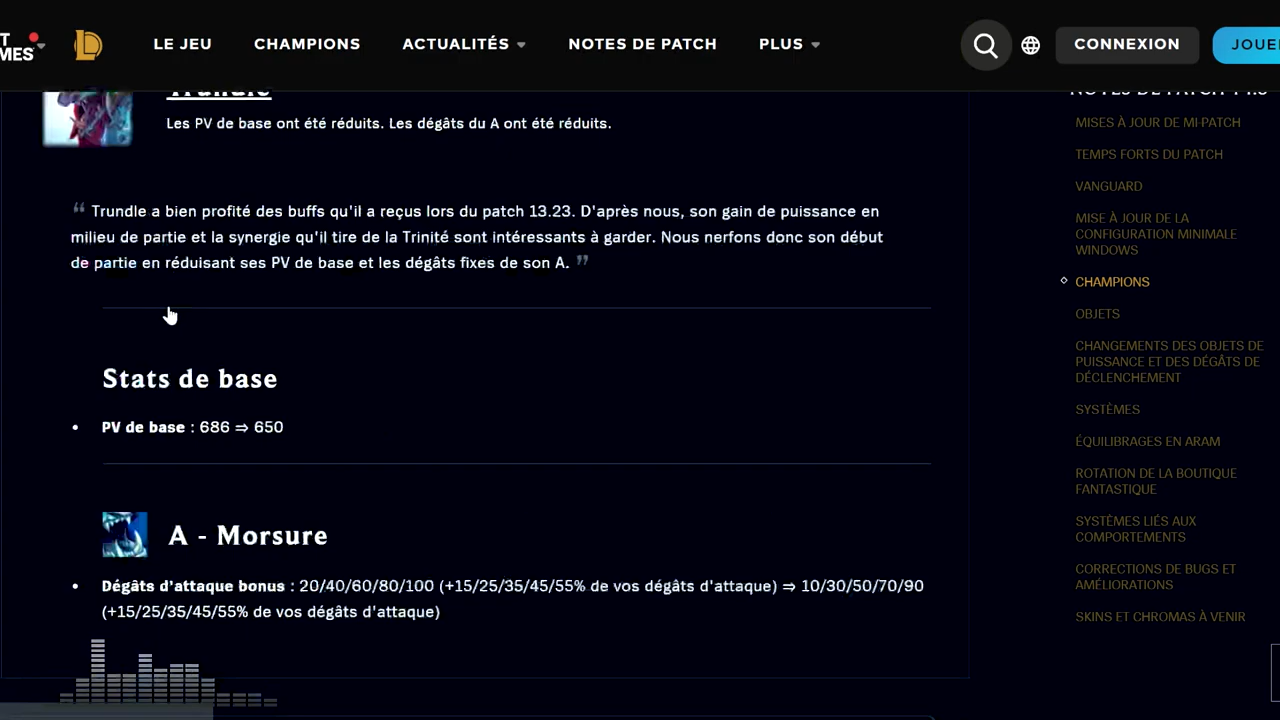 LE JEU
CHAMPIONS
ACTUALITÉS
NOTES DE PATCH
PLUS
CONNEXION
Trundle
Les PV de base ont été réduits. Les dégâts du A ont été réduits.
“ Trundle a bien profité des buffs qu'il a reçus lors du patch 13.23. D'après nous, son gain de puissance en
milieu de partie et la synergie qu'il tire de la Trinité sont intéressants à garder. Nous nerfons donc son début
de partie en réduisant ses PV de base et les dégâts fixes de son A. ”
Stats de base
• PV de base : 686 ⇒ 650
A - Morsure
• Dégâts d'attaque bonus : 20/40/60/80/100 (+15/25/35/45/55% de vos dégâts d'attaque) ⇒ 10/30/50/70/90
(+15/25/35/45/55% de vos dégâts d'attaque)
MISES À JOUR DE MI-PATCH
TEMPS FORTS DU PATCH
VANGUARD
MISE À JOUR DE LA
CONFIGURATION MINIMALE
WINDOWS
CHAMPIONS
OBJETS
CHANGEMENTS DES OBJETS DE
PUISSANCE ET DES DÉGÂTS DE
DÉCLENCHEMENT
SYSTÈMES
ÉQUILIBRAGES EN ARAM
ROTATION DE LA BOUTIQUE
FANTASTIQUE
SYSTÈMES LIÉS AUX
COMPORTEMENTS
CORRECTIONS DE BUGS ET
AMÉLIORATIONS
SKINS ET CHROMAS À VENIR